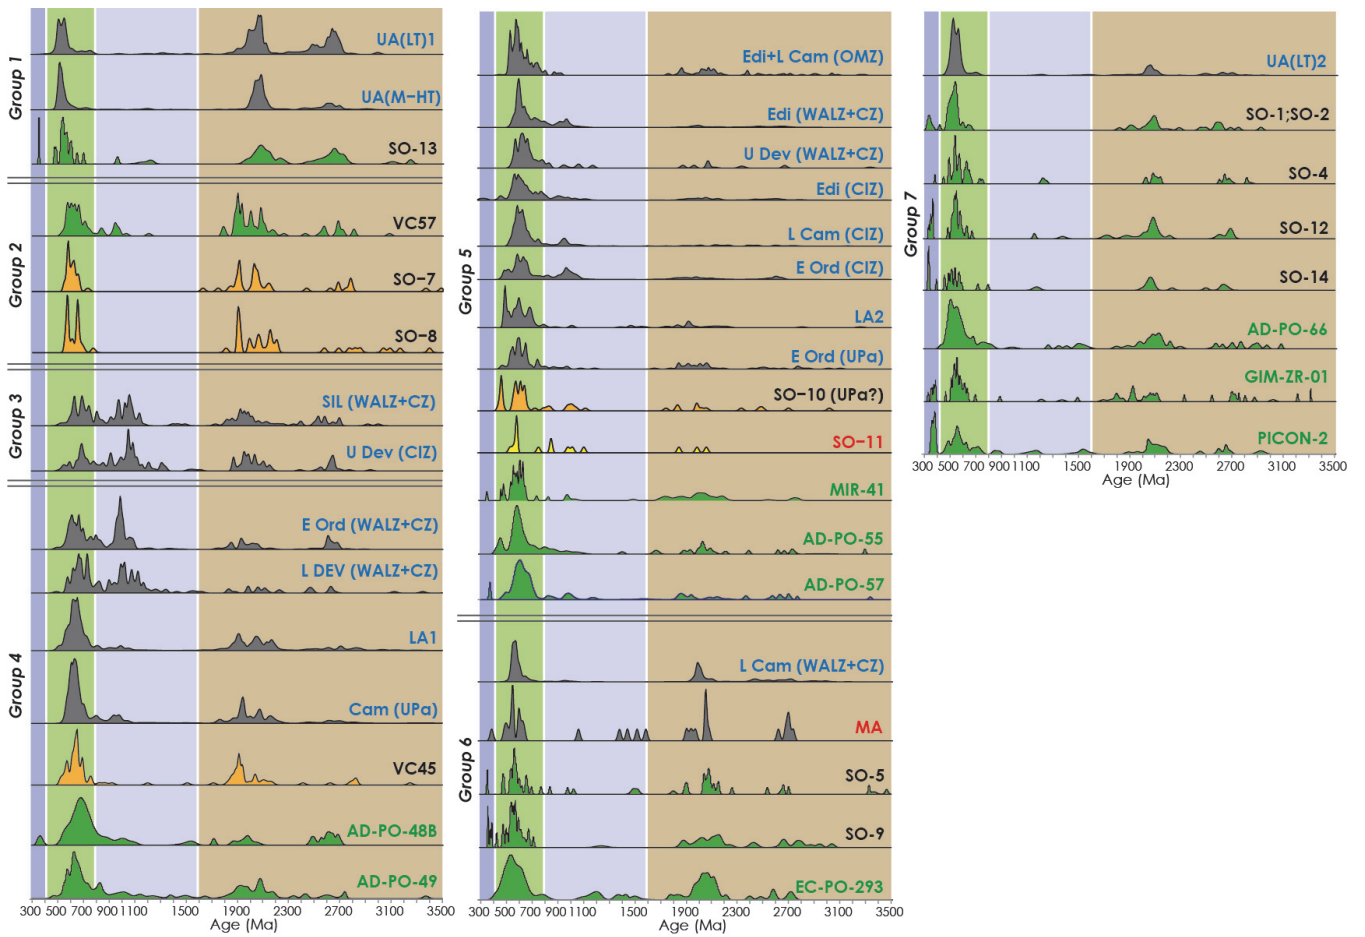 Group 1
UA(LT)1
UA(M-HT)
SO-13
Group 2
VC57
SO-7
SO-8
Group 3
SIL (WALZ+CZ)
U Dev (CIZ)
Group 4
E Ord (WALZ+CZ)
L DEV (WALZ+CZ)
LA1
Cam (UPa)
VC45
AD-PO-48B
AD-PO-49
300 500 700 900 1100 1500 1900 2300 2700 3100 3500
Age (Ma)
Group 5
Edi+L Cam (OMZ)
Edi (WALZ+CZ)
U Dev (WALZ+CZ)
Edi (CIZ)
L Cam (CIZ)
E Ord (CIZ)
LA2
E Ord (UPa)
SO-10 (UPa?)
SO-11
MIR-41
AD-PO-55
AD-PO-57
Group 6
L Cam (WALZ+CZ)
MA
SO-5
SO-9
EC-PO-293
300 500 700 900 1100 1500 1900 2300 2700 3100 3500
Age (Ma)
Group 7
UA(LT)2
SO-1;SO-2
SO-4
SO-12
SO-14
AD-PO-66
GIM-ZR-01
PICON-2
300 500 700 900 1100 1500 1900 2300 2700 3100 3500
Age (Ma)